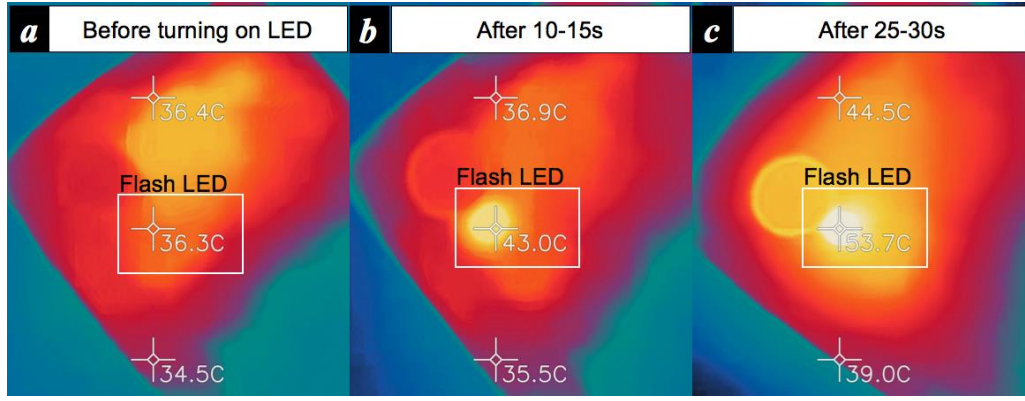 a Before turning on LED
36.4C
Flash LED
36.3C
34.5C
b After 10-15s
36.9C
Flash LED
43.0C
35.5C
c After 25-30s
44.5C
Flash LED
53.7C
39.0C